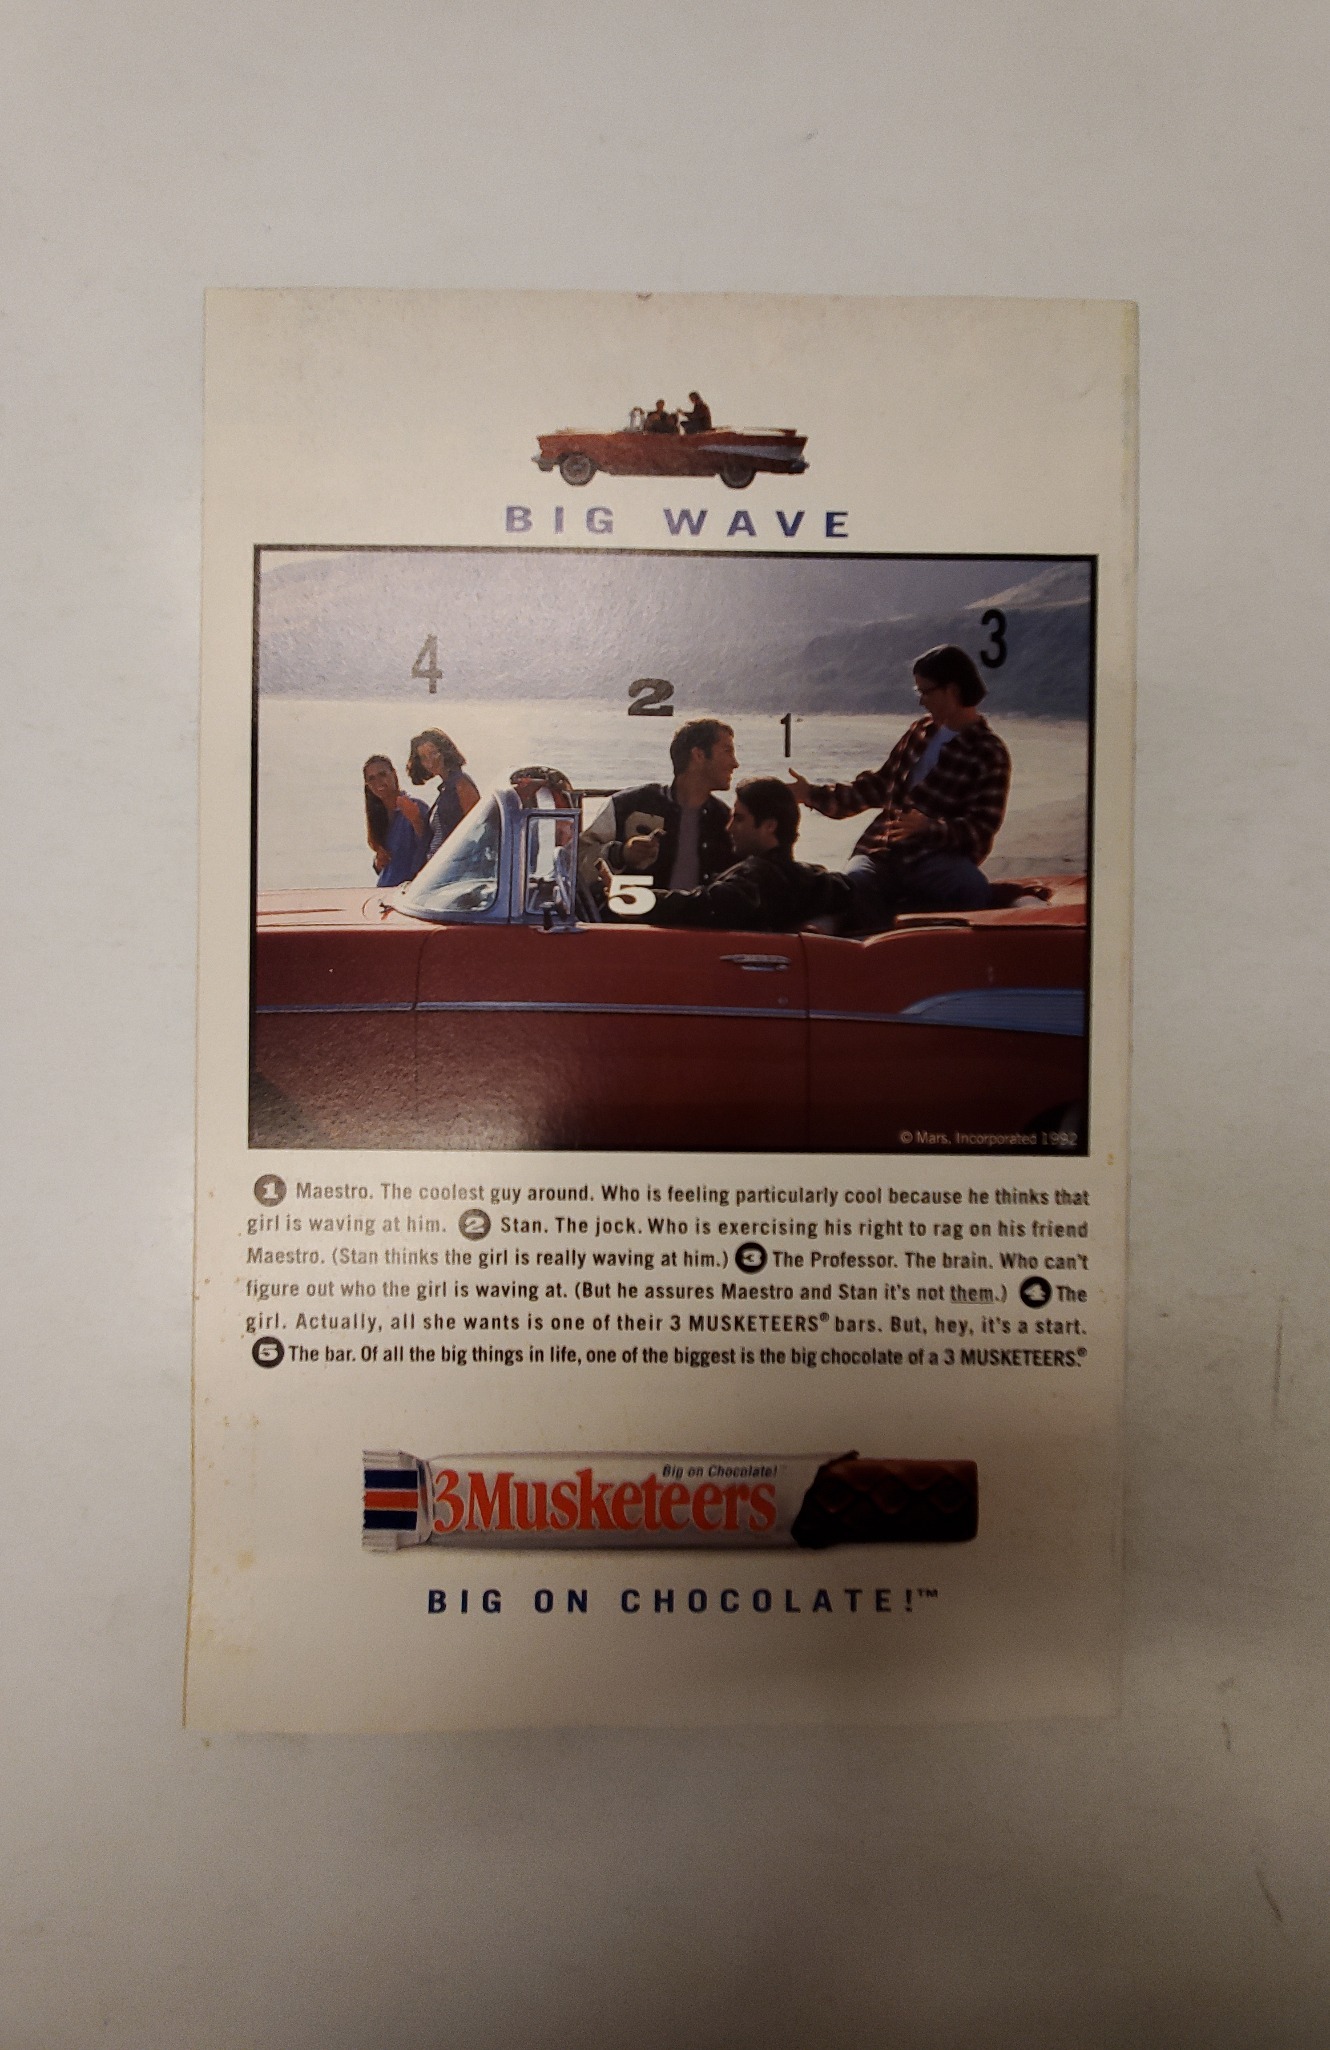 BIG WAVE
4
3
2
1
5
© Mars, Incorporated 1992
1 Maestro. The coolest guy around. Who is feeling particularly cool because he thinks that
girl is waving at him. 2 Stan. The jock. Who is exercising his right to rag on his friend
Maestro. (Stan thinks the girl is really waving at him.) 3 The Professor. The brain. Who can't
figure out who the girl is waving at. (But he assures Maestro and Stan it's not them.) 4 The
girl. Actually, all she wants is one of their 3 MUSKETEERS® bars. But, hey, it's a start.
5 The bar. Of all the big things in life, one of the biggest is the big chocolate of a 3 MUSKETEERS.®
Big on Chocolate!™
3Musketeers
BIG ON CHOCOLATE!™